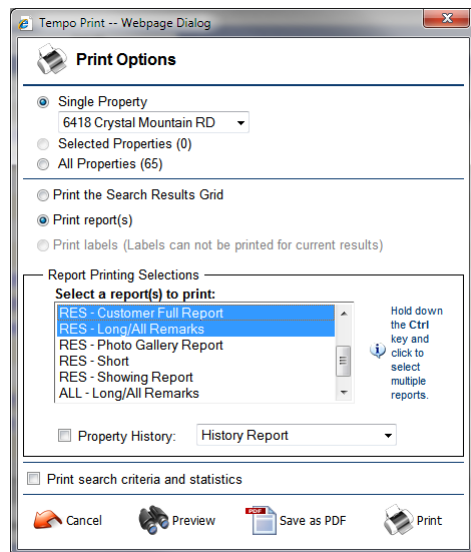 Tempo Print -- Webpage Dialog
Print Options
Single Property
6418 Crystal Mountain RD
Selected Properties (0)
All Properties (65)
Print the Search Results Grid
Print report(s)
Print labels (Labels can not be printed for current results)
Report Printing Selections
Select a report(s) to print:
RES - Customer Full Report
RES - Long/All Remarks
RES - Photo Gallery Report
RES - Short
RES - Showing Report
ALL - Long/All Remarks
Hold down
the Ctrl
key and
click to
select
multiple
reports.
Property History: History Report
Print search criteria and statistics
Cancel Preview PDF Save as PDF Print